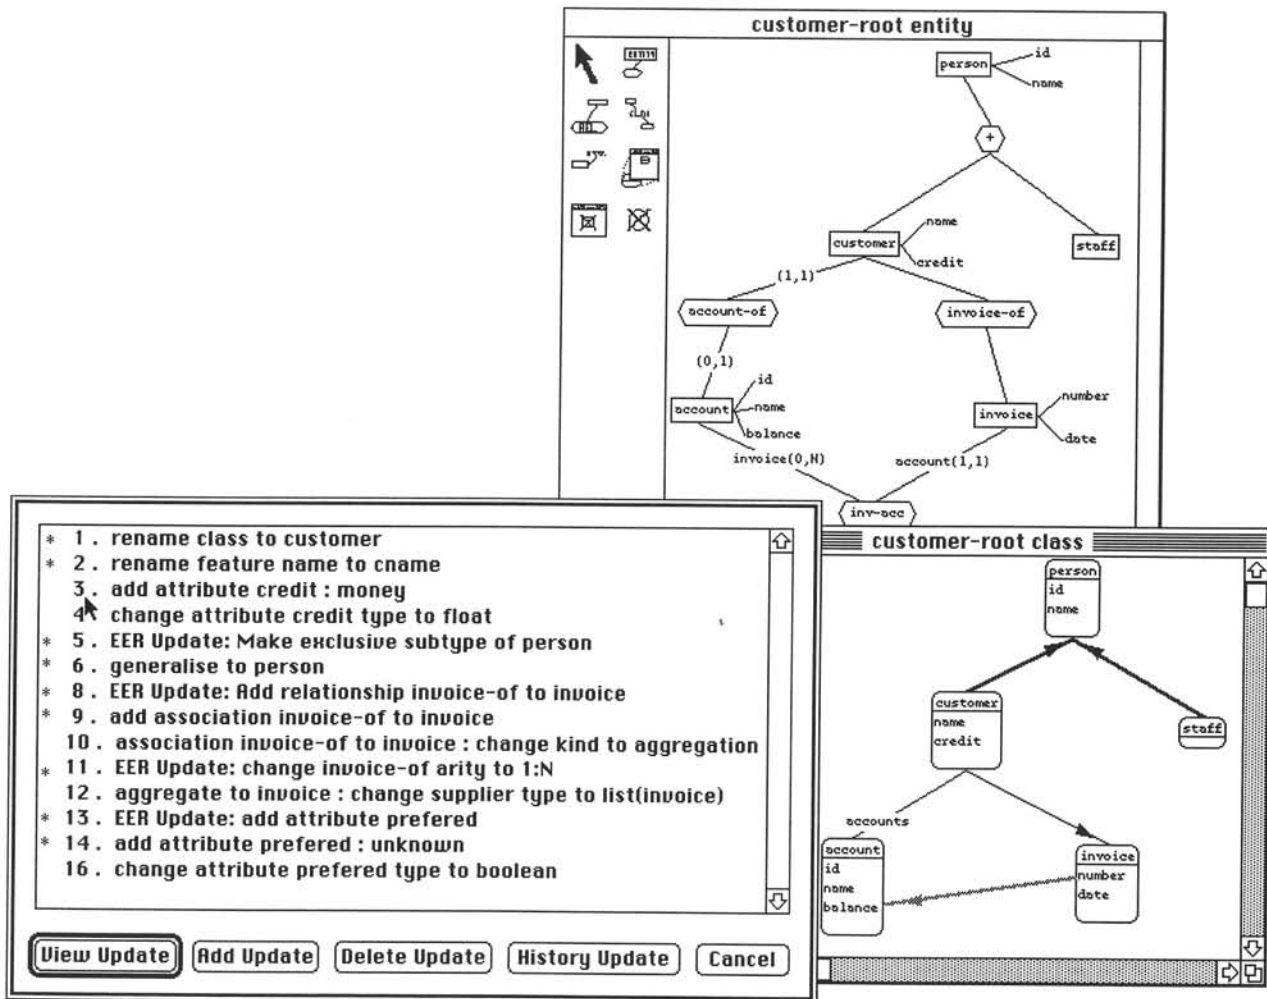 customer-root entity
person
id
name
+
customer
name
credit
staff
(1,1)
account-of
invoice-of
(0,1)
account
id
name
balance
invoice
number
date
invoice(0,N)
account(1,1)
inv-acc
* 1. rename class to customer
* 2. rename feature name to cname
3. add attribute credit : money
4 change attribute credit type to float
* 5. EER Update: Make exclusive subtype of person
* 6. generalise to person
* 8. EER Update: Add relationship invoice-of to invoice
* 9. add association invoice-of to invoice
10. association invoice-of to invoice : change kind to aggregation
* 11. EER Update: change invoice-of arity to 1:N
12. aggregate to invoice : change supplier type to list(invoice)
* 13. EER Update: add attribute prefered
* 14. add attribute prefered : unknown
16. change attribute prefered type to boolean
View Update
Add Update
Delete Update
History Update
Cancel
customer-root class
person
id
name
customer
name
credit
staff
accounts
account
id
name
balance
invoice
number
date